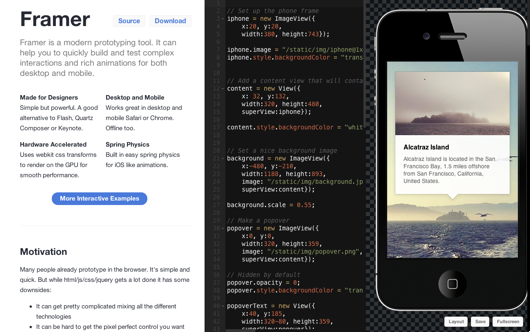 Framer
Source
Download
Framer is a modern prototyping tool. It can
help you to quickly build and test complex
interactions and rich animations for both
desktop and mobile.
Made for Designers
Simple but powerful. A good
alternative to Flash, Quartz
Composer or Keynote.
Desktop and Mobile
Works great in desktop or
mobile Safari or Chrome.
Offline too.
Hardware Accelerated
Uses webkit css transforms
to render on the GPU for
smooth performance.
Spring Physics
Built in easy spring physics
for iOS like animations.
More Interactive Examples
Motivation
Many people already prototype in the browser. It's simple and
quick. But while html/js/css/jquery gets a lot done it has some
downsides:
It can get pretty complicated mixing all the different
technologies
It can be hard to get the pixel perfect control you want
// Set up the phone frame
iphone = new ImageView({
x:20, y:20,
width:380, height:743});
iphone.image = "/static/img/iphone@1x
iphone.style.backgroundColor = "trans
// Add a content view that will conta
content = new View({
x: 32, y:132,
width:320, height:480,
superView:iphone});
content.style.backgroundColor = "whit
// Set a nice background image
background = new ImageView({
x:-480, y:-210,
width:1188, height:893,
image: "/static/img/background.jp
superView:content});
background.scale = 0.55;
// Make a popover
popover = new ImageView({
x:0, y:0,
width:320, height:359,
image: "/static/img/popover.png",
superView:content});
// Hidden by default
popover.opacity = 0;
popover.style.backgroundColor = "tran
popoverText = new View({
x:40, y:185,
width:320-80, height:359,
superView:popover});
Alcatraz Island
Alcatraz Island is located in the San
Francisco Bay, 1.5 miles offshore
from San Francisco, California,
United States.
Layout
Save
Fullscreen